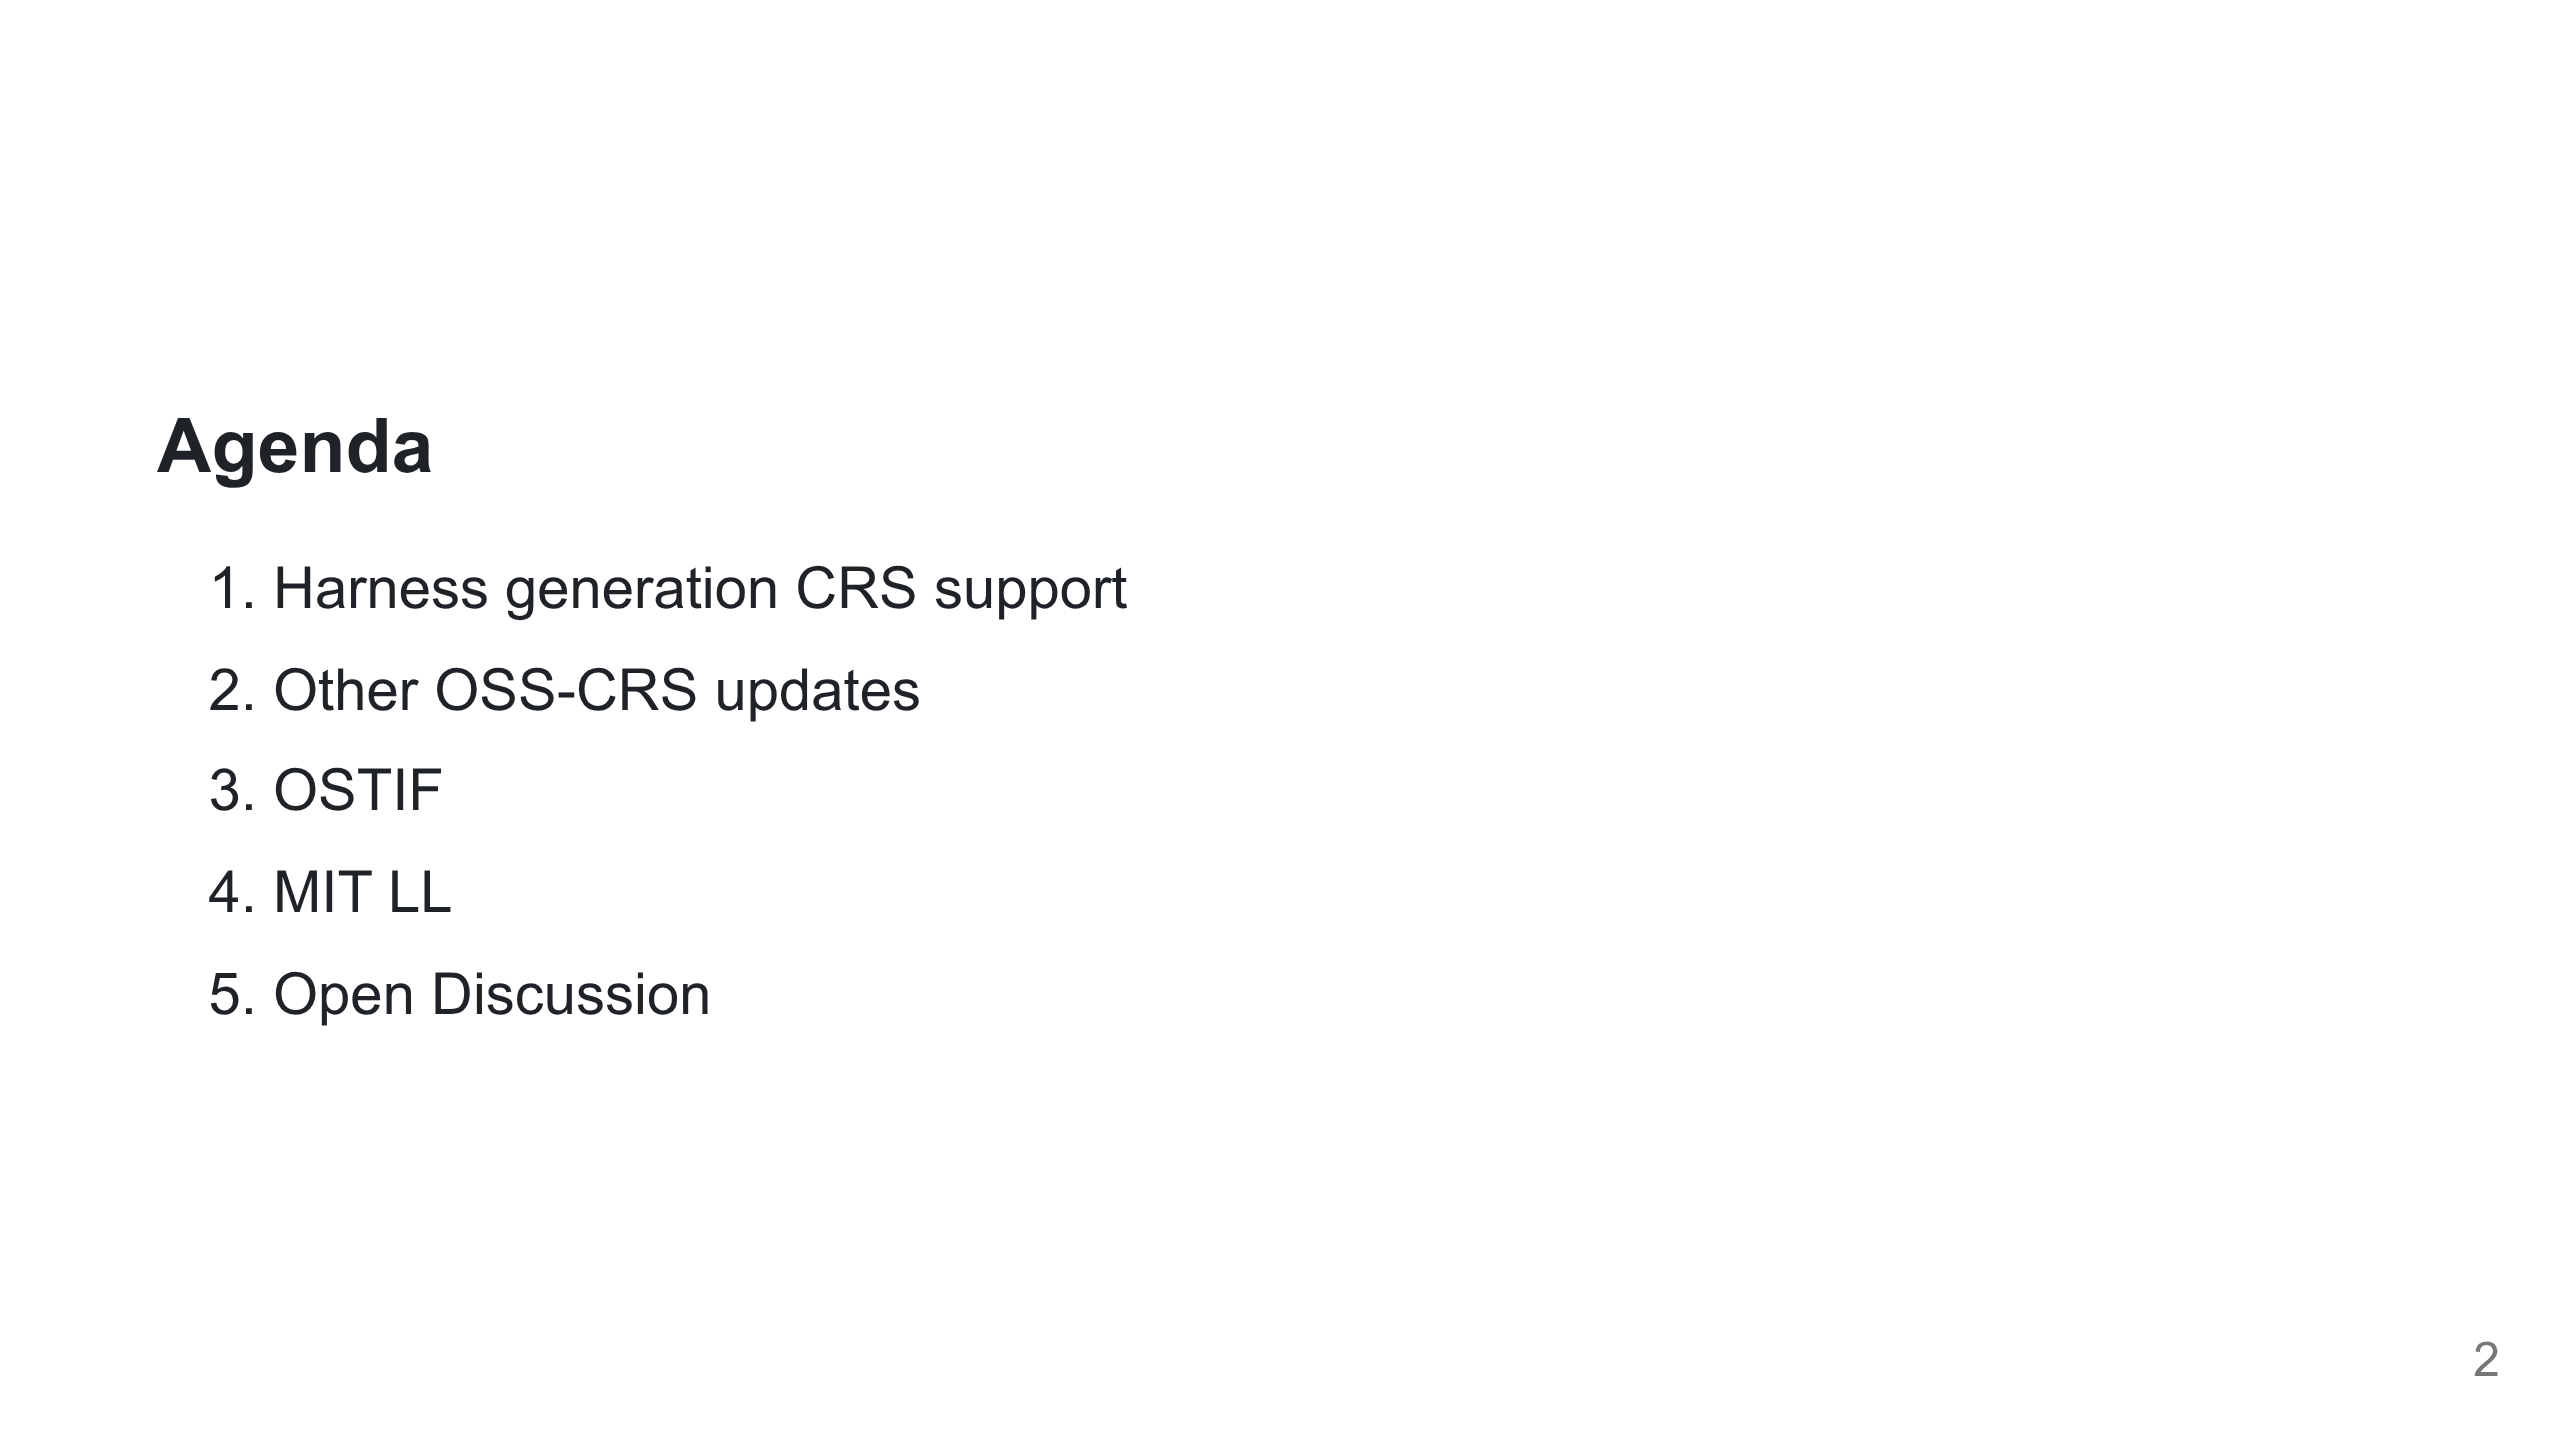 Agenda
1. Harness generation CRS support
2. Other OSS-CRS updates
3. OSTIF
4. MIT LL
5. Open Discussion
2